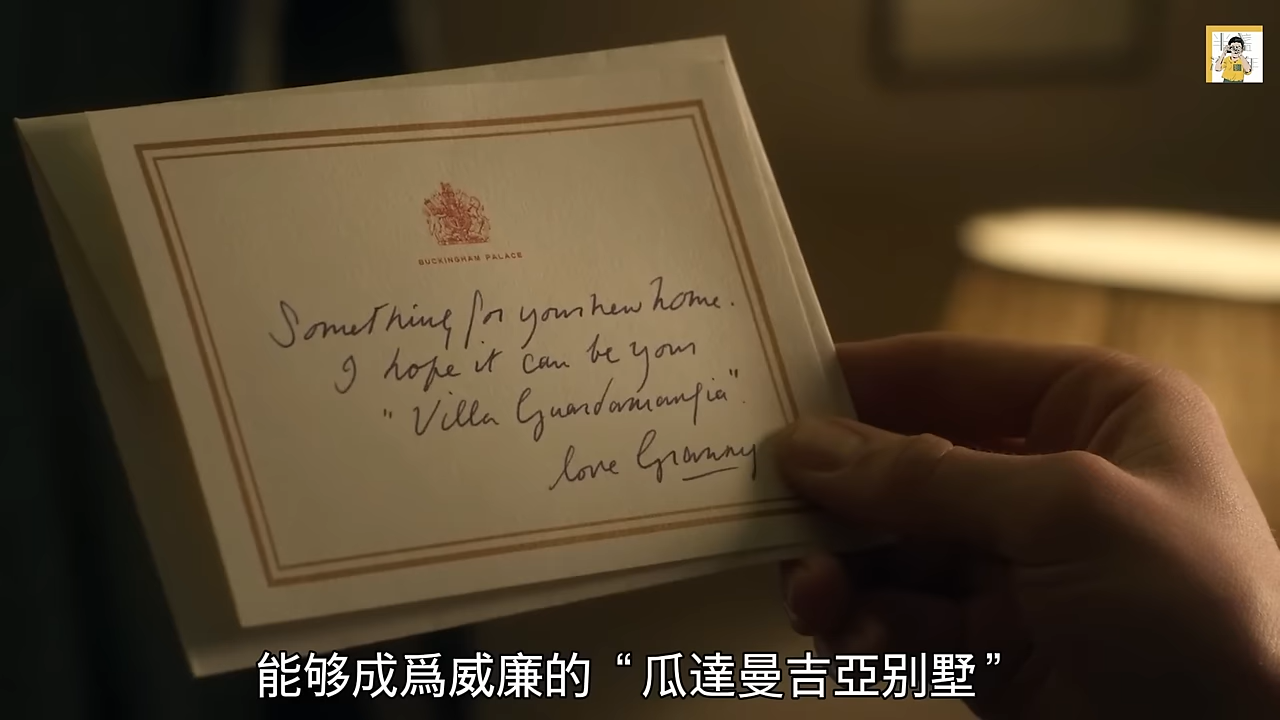 BUCKINGHAM PALACE
Something for your new home.
I hope it can be your
"Villa Guardamangia".
love Granny
能够成爲威廉的“瓜達曼吉亞别墅”